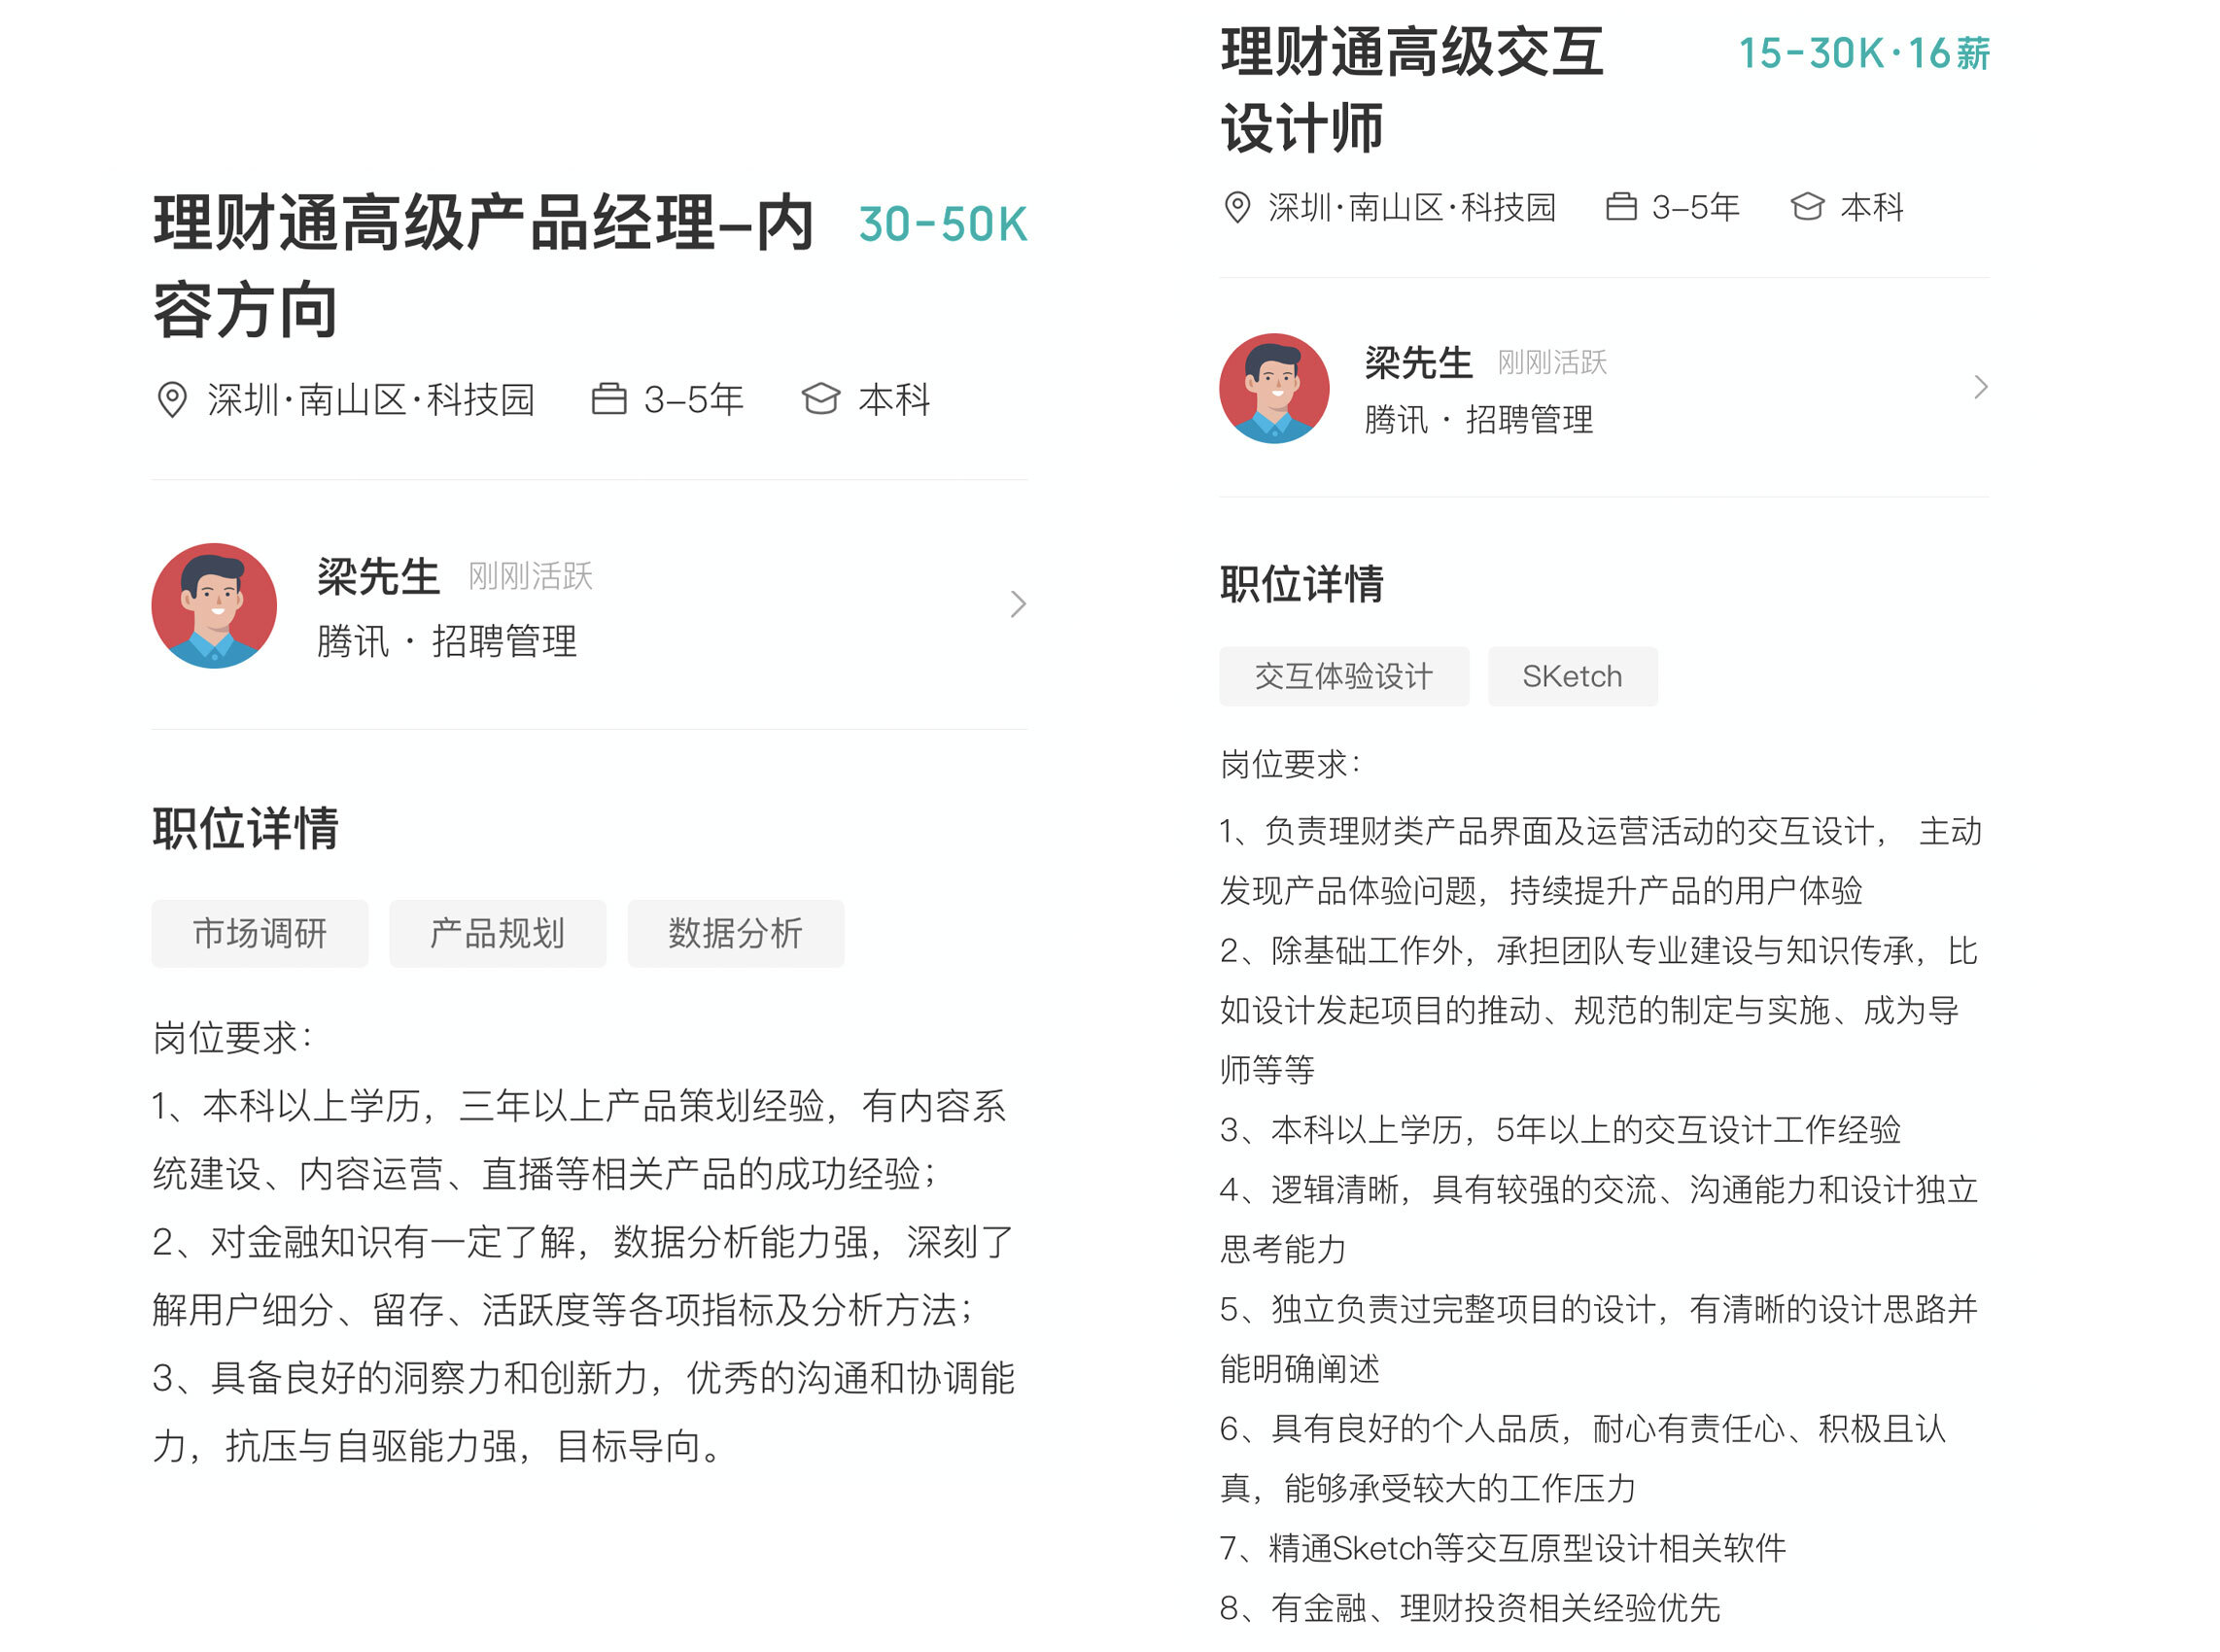 理财通高级产品经理-内
30-50K
容方向
深圳·南山区·科技园
3-5年
本科
梁先生
刚刚活跃
腾讯 · 招聘管理
职位详情
市场调研
产品规划
数据分析
岗位要求：
1、本科以上学历，三年以上产品策划经验，有内容系
统建设、内容运营、直播等相关产品的成功经验；
2、对金融知识有一定了解，数据分析能力强，深刻了
解用户细分、留存、活跃度等各项指标及分析方法；
3、具备良好的洞察力和创新力，优秀的沟通和协调能
力，抗压与自驱能力强，目标导向。
理财通高级交互
15-30K·16薪
设计师
深圳·南山区·科技园
3-5年
本科
梁先生
刚刚活跃
腾讯 · 招聘管理
职位详情
交互体验设计
SKetch
岗位要求：
1、负责理财类产品界面及运营活动的交互设计， 主动
发现产品体验问题，持续提升产品的用户体验
2、除基础工作外，承担团队专业建设与知识传承，比
如设计发起项目的推动、规范的制定与实施、成为导
师等等
3、本科以上学历，5年以上的交互设计工作经验
4、逻辑清晰，具有较强的交流、沟通能力和设计独立
思考能力
5、独立负责过完整项目的设计，有清晰的设计思路并
能明确阐述
6、具有良好的个人品质，耐心有责任心、积极且认
真，能够承受较大的工作压力
7、精通Sketch等交互原型设计相关软件
8、有金融、理财投资相关经验优先